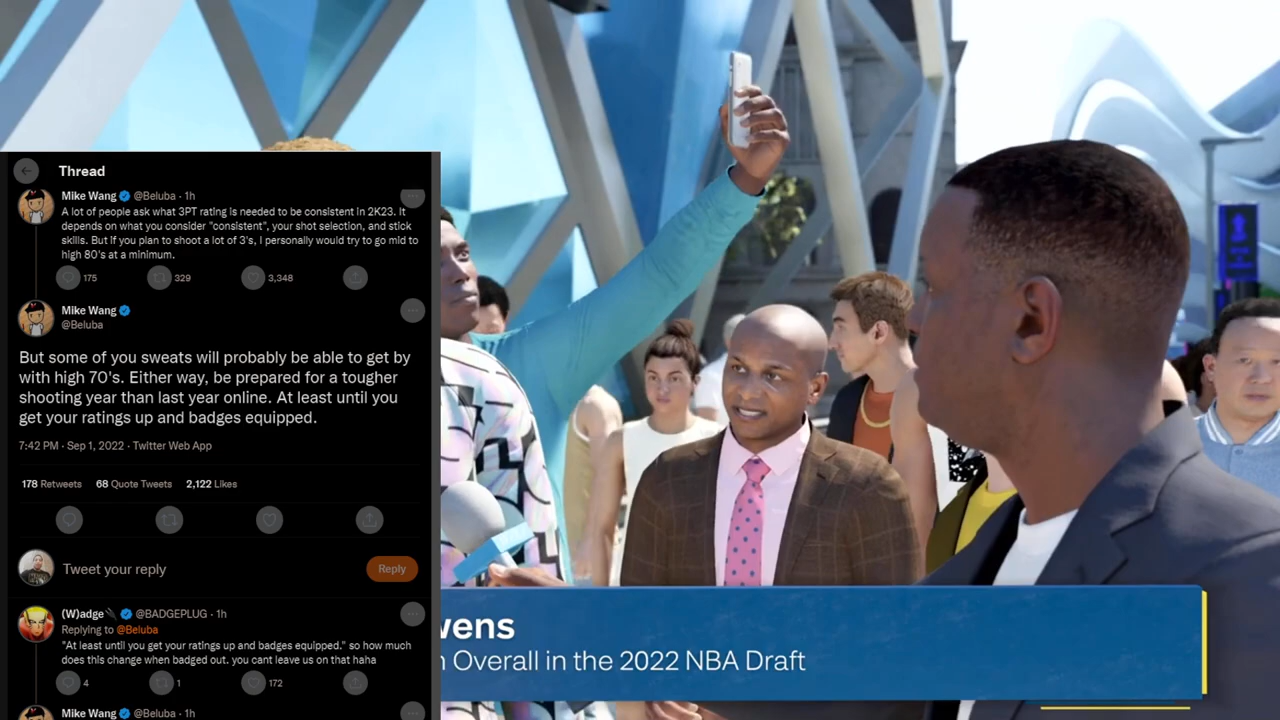 Thread
Mike Wang @Beluba · 1h
A lot of people ask what 3PT rating is needed to be consistent in 2K23. It
depends on what you consider "consistent", your shot selection, and stick
skills. But if you plan to shoot a lot of 3's, I personally would try to go mid to
high 80's at a minimum.
175 329 3,348
Mike Wang
@Beluba
But some of you sweats will probably be able to get by
with high 70's. Either way, be prepared for a tougher
shooting year than last year online. At least until you
get your ratings up and badges equipped.
7:42 PM · Sep 1, 2022 · Twitter Web App
178 Retweets 68 Quote Tweets 2,122 Likes
Tweet your reply
Reply
(W)adge🔌 @BADGEPLUG · 1h
Replying to @Beluba
"At least until you get your ratings up and badges equipped." so how much
does this change when badged out. you cant leave us on that haha
4 1 172
Mike Wang @Beluba · 1h
wens
Overall in the 2022 NBA Draft